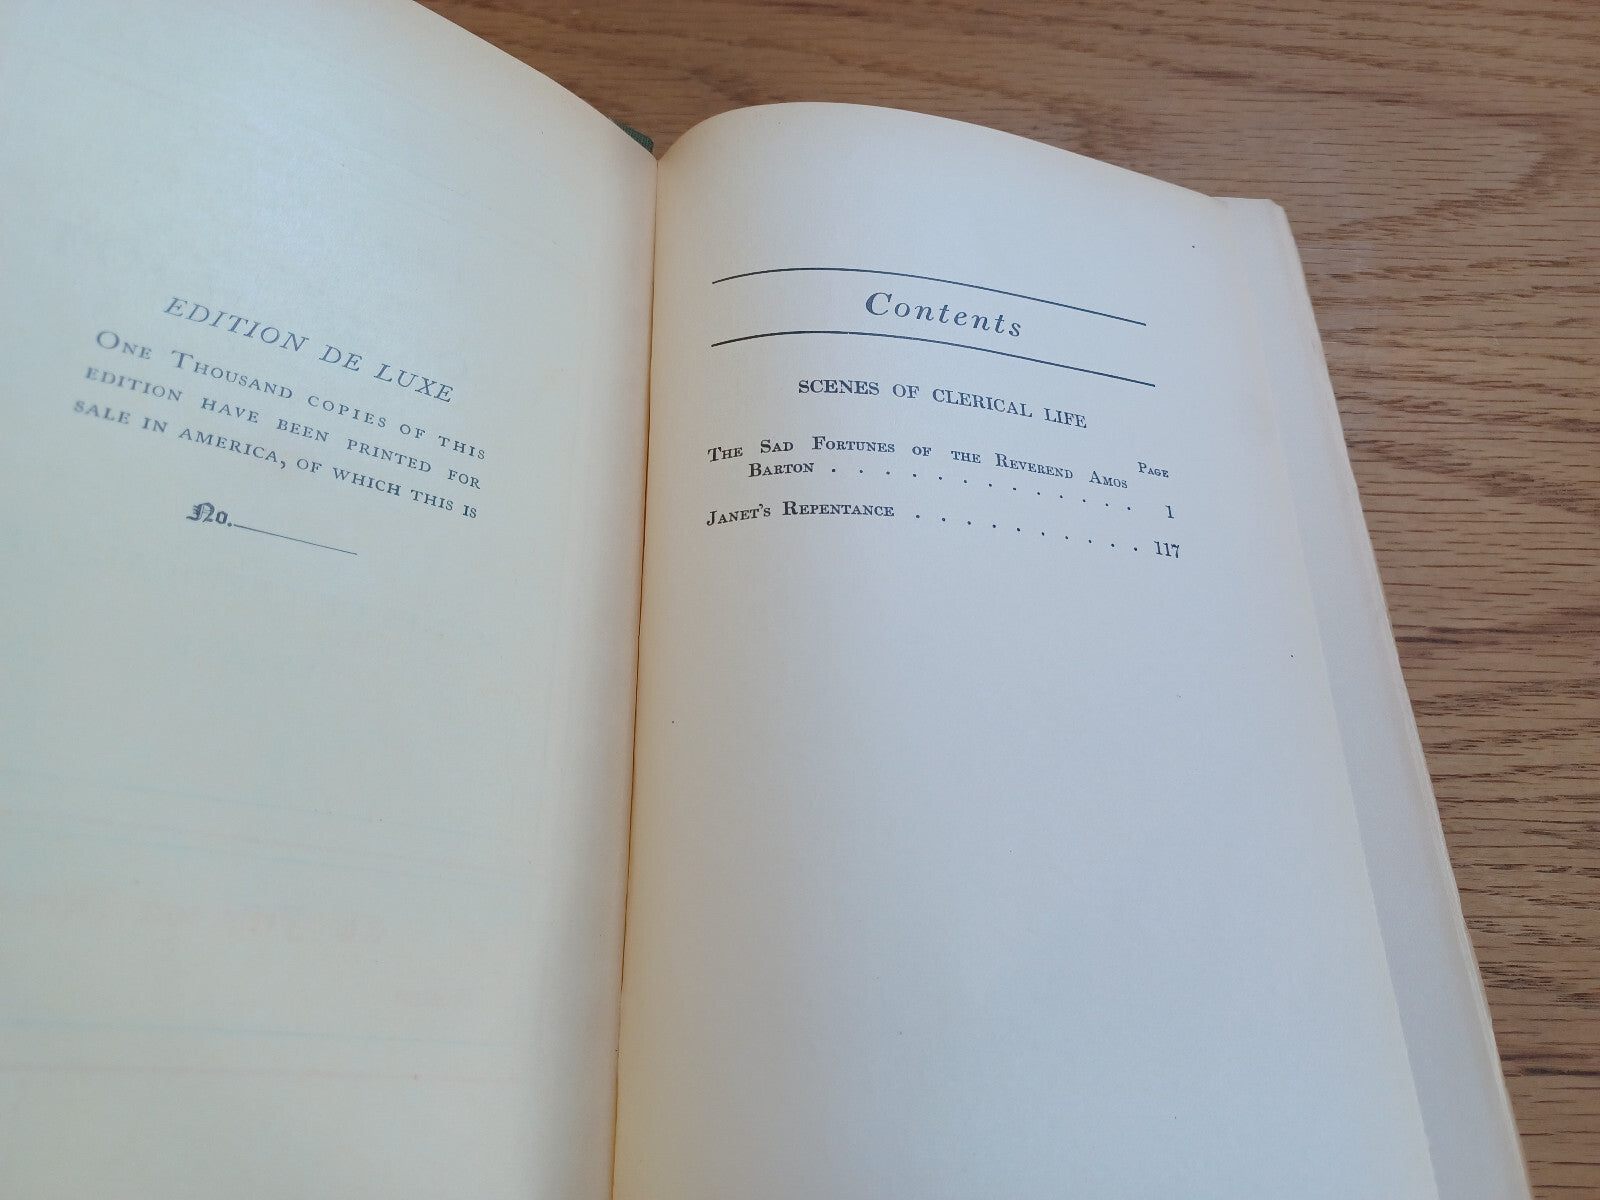 EDITION DE LUXE
One Thousand copies of this
edition have been printed for
sale in America, of which this is
No.
Contents
SCENES OF CLERICAL LIFE
Page
The Sad Fortunes of the Reverend Amos
Barton . . . . . . . . . . . . 1
Janet's Repentance . . . . . . . . . . 117